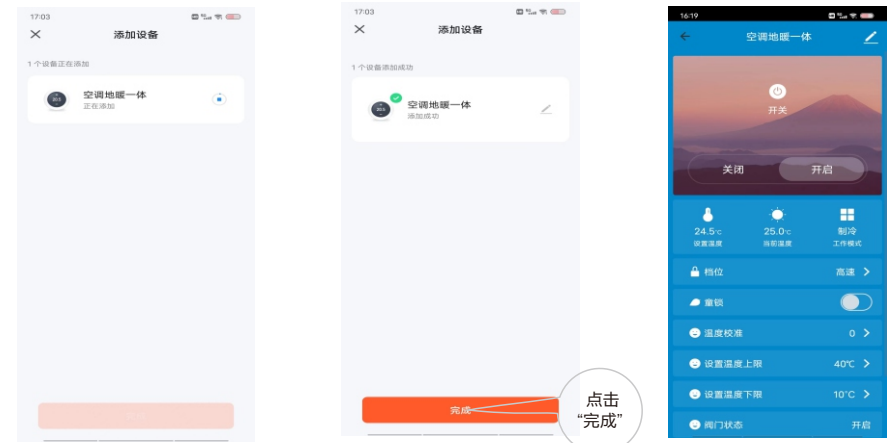 17:03
添加设备
1 个设备正在添加
空调地暖一体
正在添加
17:03
添加设备
1 个设备添加成功
空调地暖一体
添加成功
完成
点击
“完成”
16:19
空调地暖一体
开关
关闭
开启
24.5℃
设置温度
25.0℃
当前温度
制冷
工作模式
档位
高速
童锁
温度校准
0
设置温度上限
40℃
设置温度下限
10°C
阀门状态
开启